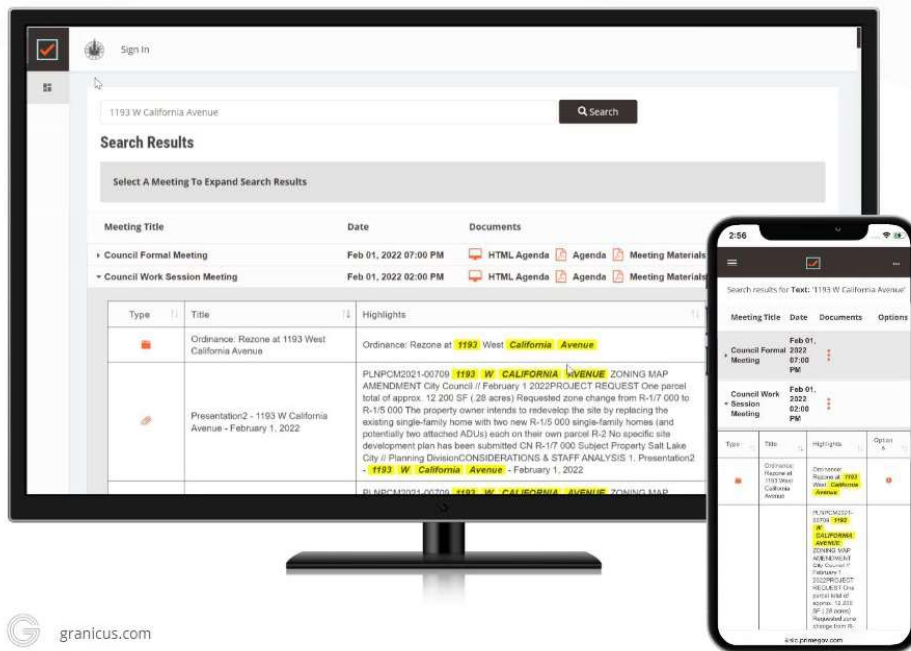 Sign In
1193 W California Avenue
Search
Search Results
Select A Meeting To Expand Search Results
Meeting Title Date Documents
Council Formal Meeting Feb 01, 2022 07:00 PM HTML Agenda Agenda Meeting Materials
Council Work Session Meeting Feb 01, 2022 02:00 PM HTML Agenda Agenda Meeting Materials
Type Title Highlights
Ordinance: Rezone at 1193 West
California Avenue
Ordinance: Rezone at 1193 West California Avenue
Presentation2 - 1193 W California
Avenue - February 1, 2022
PLNPCM2021-00709 1193 W CALIFORNIA AVENUE ZONING MAP
AMENDMENT City Council // February 1 2022PROJECT REQUEST One parcel
total of approx. 12 200 SF (.28 acres) Requested zone change from R-1/7 000 to
R-1/5 000 The property owner intends to redevelop the site by replacing the
existing single-family home with two new R-1/5 000 single-family homes (and
potentially two attached ADUs) each on their own parcel R-2 No specific site
development plan has been submitted CN R-1/7 000 Subject Property Salt Lake
City // Planning DivisionCONSIDERATIONS & STAFF ANALYSIS 1. Presentation2
- 1193 W California Avenue - February 1, 2022
PLNPCM2021-00709 1193 W CALIFORNIA AVENUE ZONING MAP
2:56
Search results for Text: '1193 W California Avenue'
Meeting Title Date Documents Options
Council Formal
Meeting
Feb 01,
2022
07:00
PM
Council Work
Session
Meeting
Feb 01,
2022
02:00
PM
Type Title Highlights Option
s
Ordinance:
Rezone at
1193 West
California
Avenue
Ordinance:
Rezone at 1193
West California
Avenue
PLNPCM2021-
00709 1193
W
CALIFORNIA
AVENUE
ZONING MAP
AMENDMENT
City Council //
February 1
2022PROJECT
REQUEST One
parcel total of
approx. 12 200
SF (.28 acres)
Requested zone
change from R-
slc.primegov.com
granicus.com